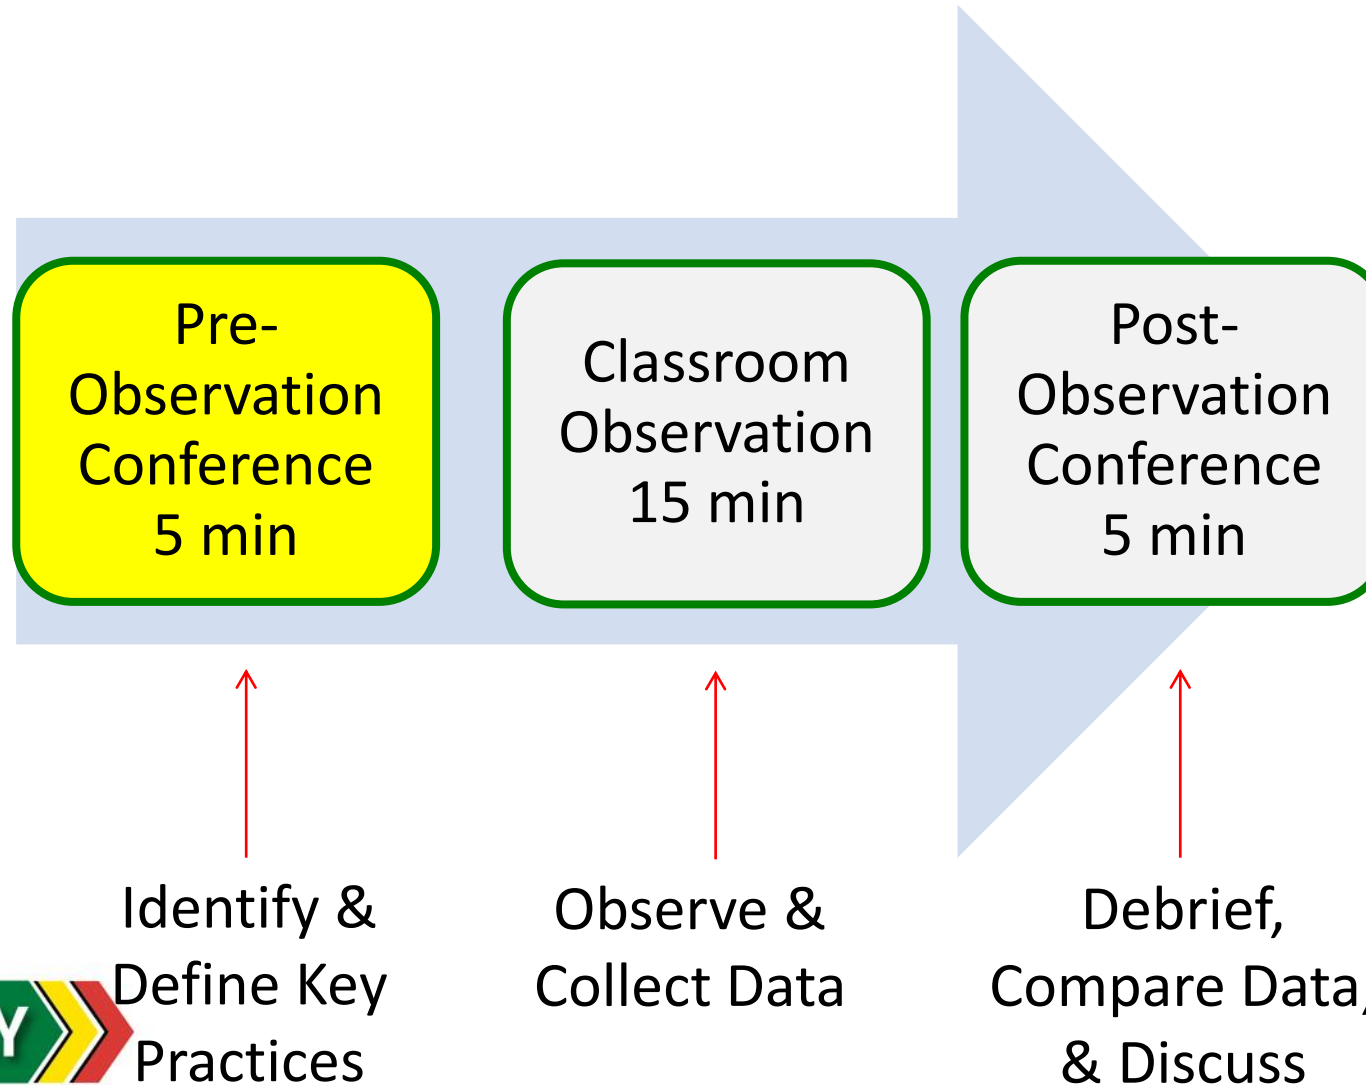 Pre-
Observation
Conference
5 min
Classroom
Observation
15 min
Post-
Observation
Conference
5 min
Identify &
Define Key
Practices
Observe &
Collect Data
Debrief,
Compare Data,
& Discuss
Y